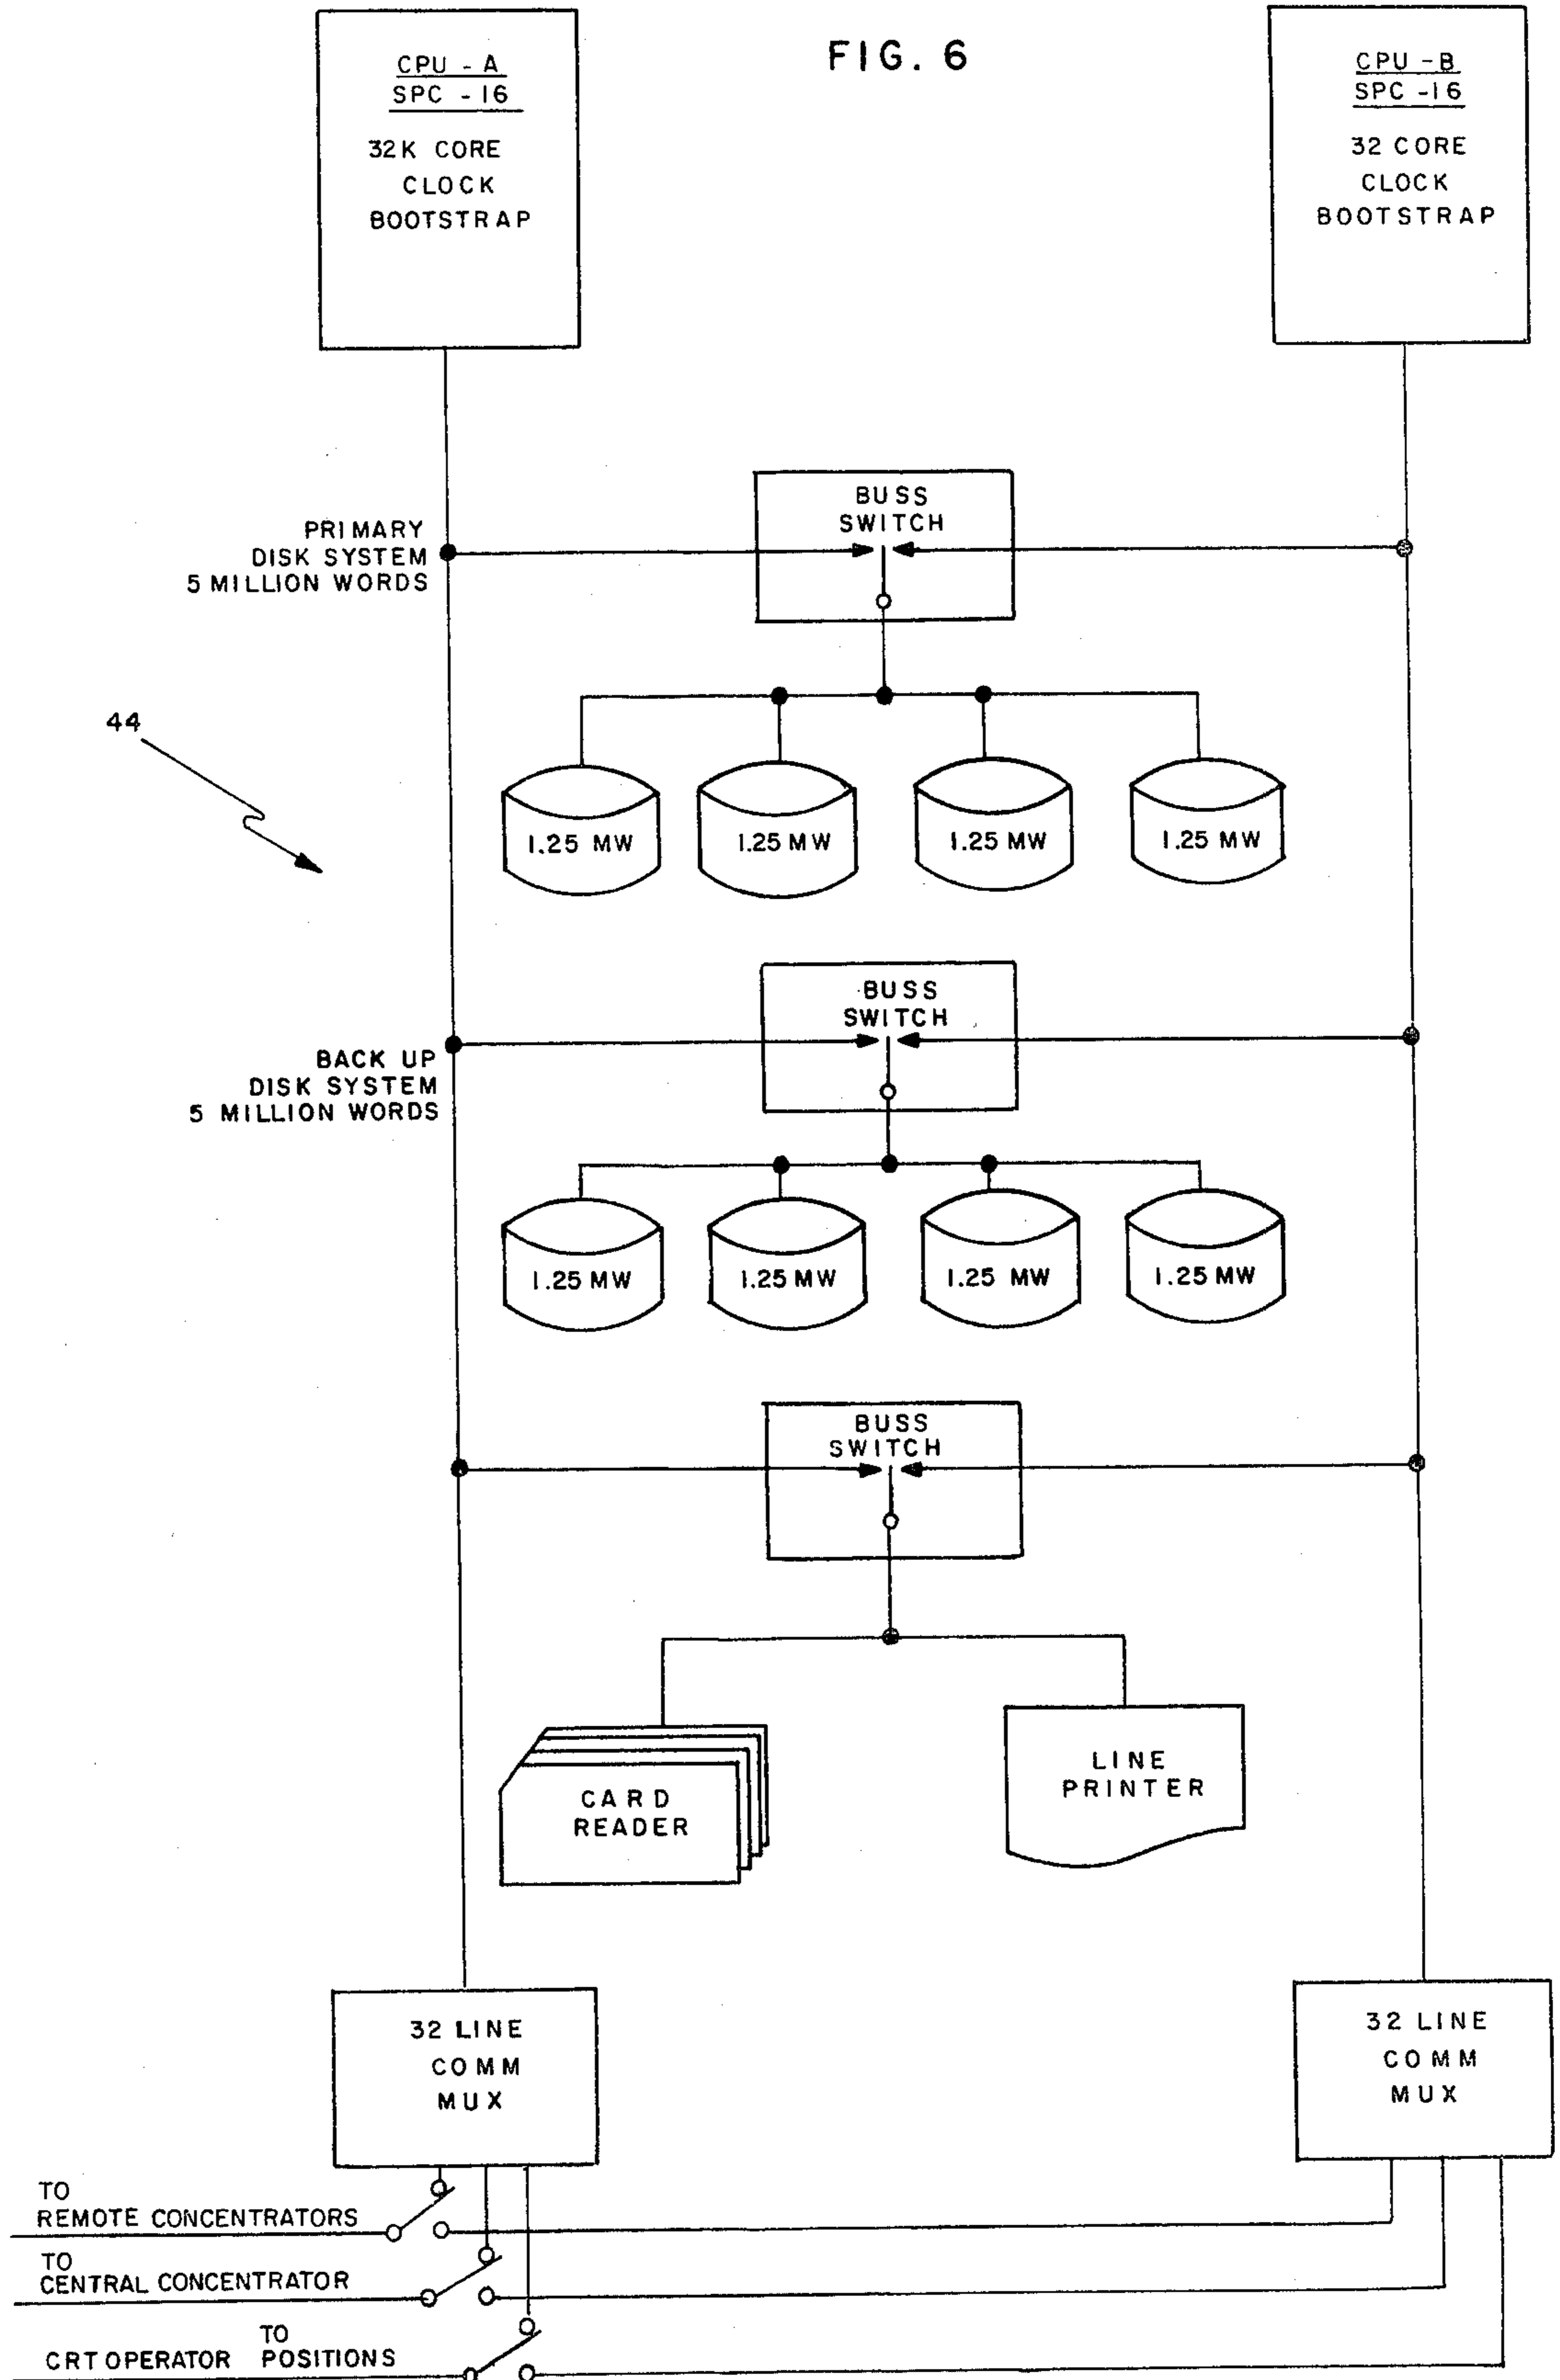 FIG. 6
CPU - A
SPC - 16
32K CORE
CLOCK
BOOTSTRAP
CPU - B
SPC - 16
32 CORE
CLOCK
BOOTSTRAP
BUSS
SWITCH
PRIMARY
DISK SYSTEM
5 MILLION WORDS
44
1.25 MW
1.25 MW
1.25 MW
1.25 MW
BUSS
SWITCH
BACK UP
DISK SYSTEM
5 MILLION WORDS
1.25 MW
1.25 MW
1.25 MW
1.25 MW
BUSS
SWITCH
CARD
READER
LINE
PRINTER
32 LINE
COMM
MUX
32 LINE
COMM
MUX
TO
REMOTE CONCENTRATORS
TO
CENTRAL CONCENTRATOR
TO
CRT OPERATOR POSITIONS